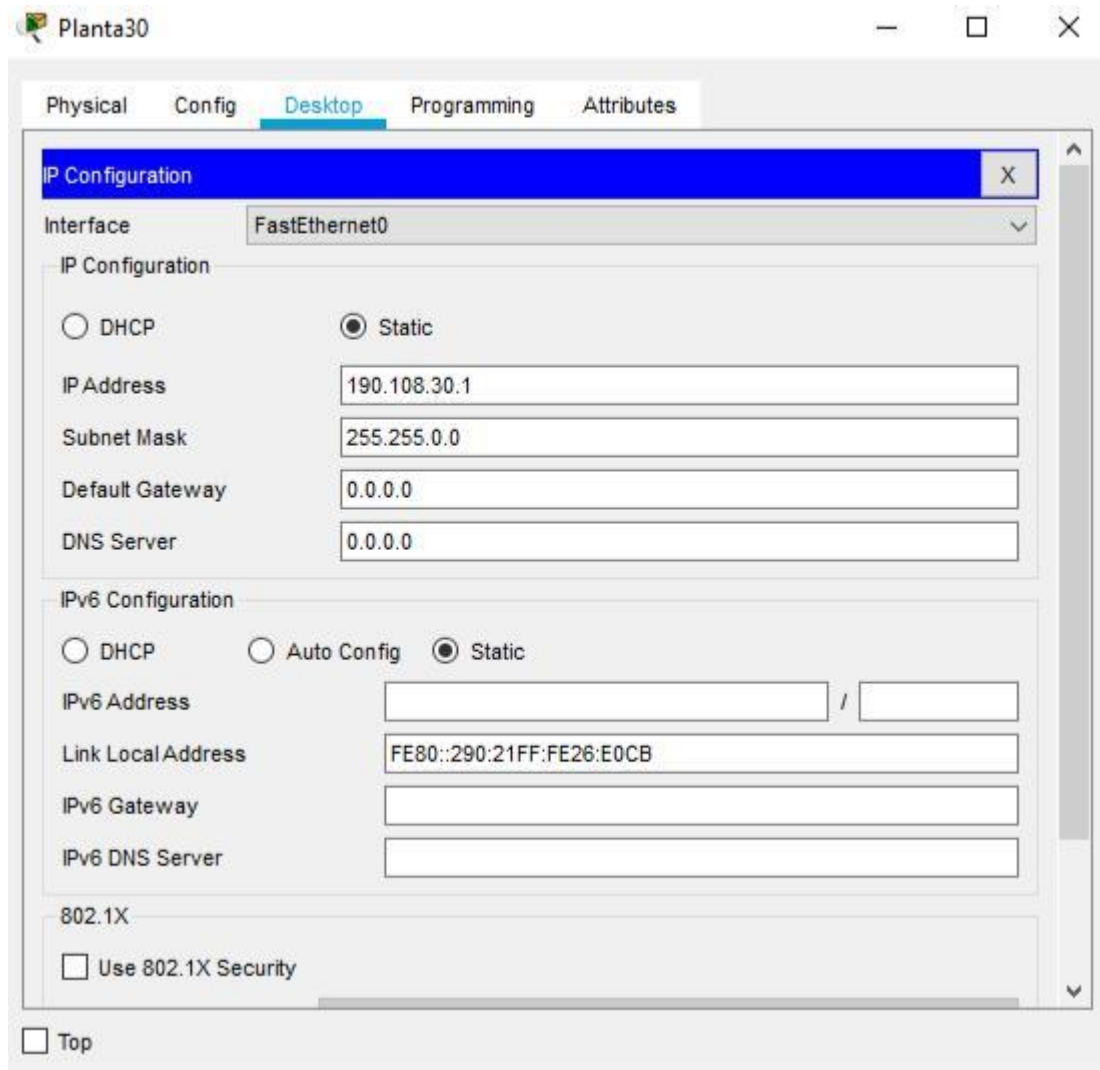 Planta30
Physical Config Desktop Programming Attributes
IP Configuration X
Interface FastEthernet0
IP Configuration
DHCP Static
IP Address 190.108.30.1
Subnet Mask 255.255.0.0
Default Gateway 0.0.0.0
DNS Server 0.0.0.0
IPv6 Configuration
DHCP Auto Config Static
IPv6 Address /
Link Local Address FE80::290:21FF:FE26:E0CB
IPv6 Gateway
IPv6 DNS Server
802.1X
Use 802.1X Security
Top